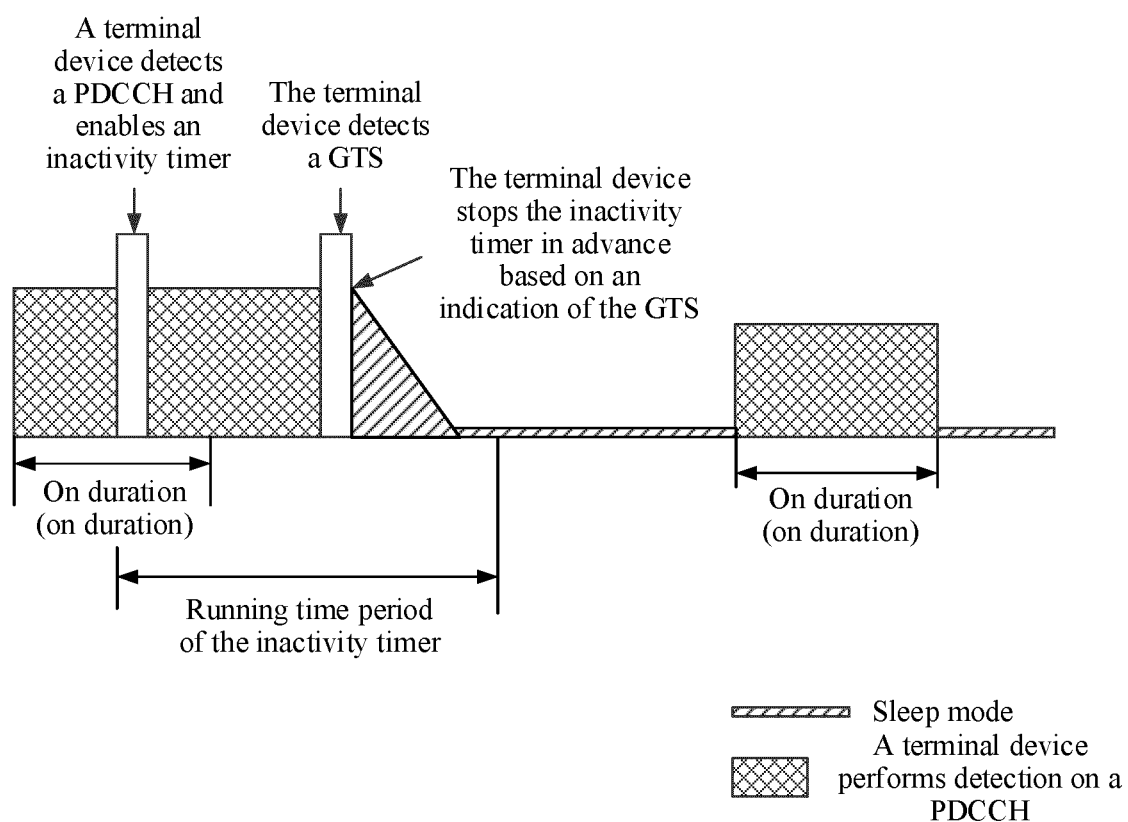 A terminal
device detects
a PDCCH and
enables an
inactivity timer
The terminal
device detects
a GTS
The terminal device
stops the inactivity
timer in advance
based on an
indication of the GTS
On duration
(on duration)
On duration
(on duration)
Running time period
of the inactivity timer
Sleep mode
A terminal device
performs detection on a
PDCCH